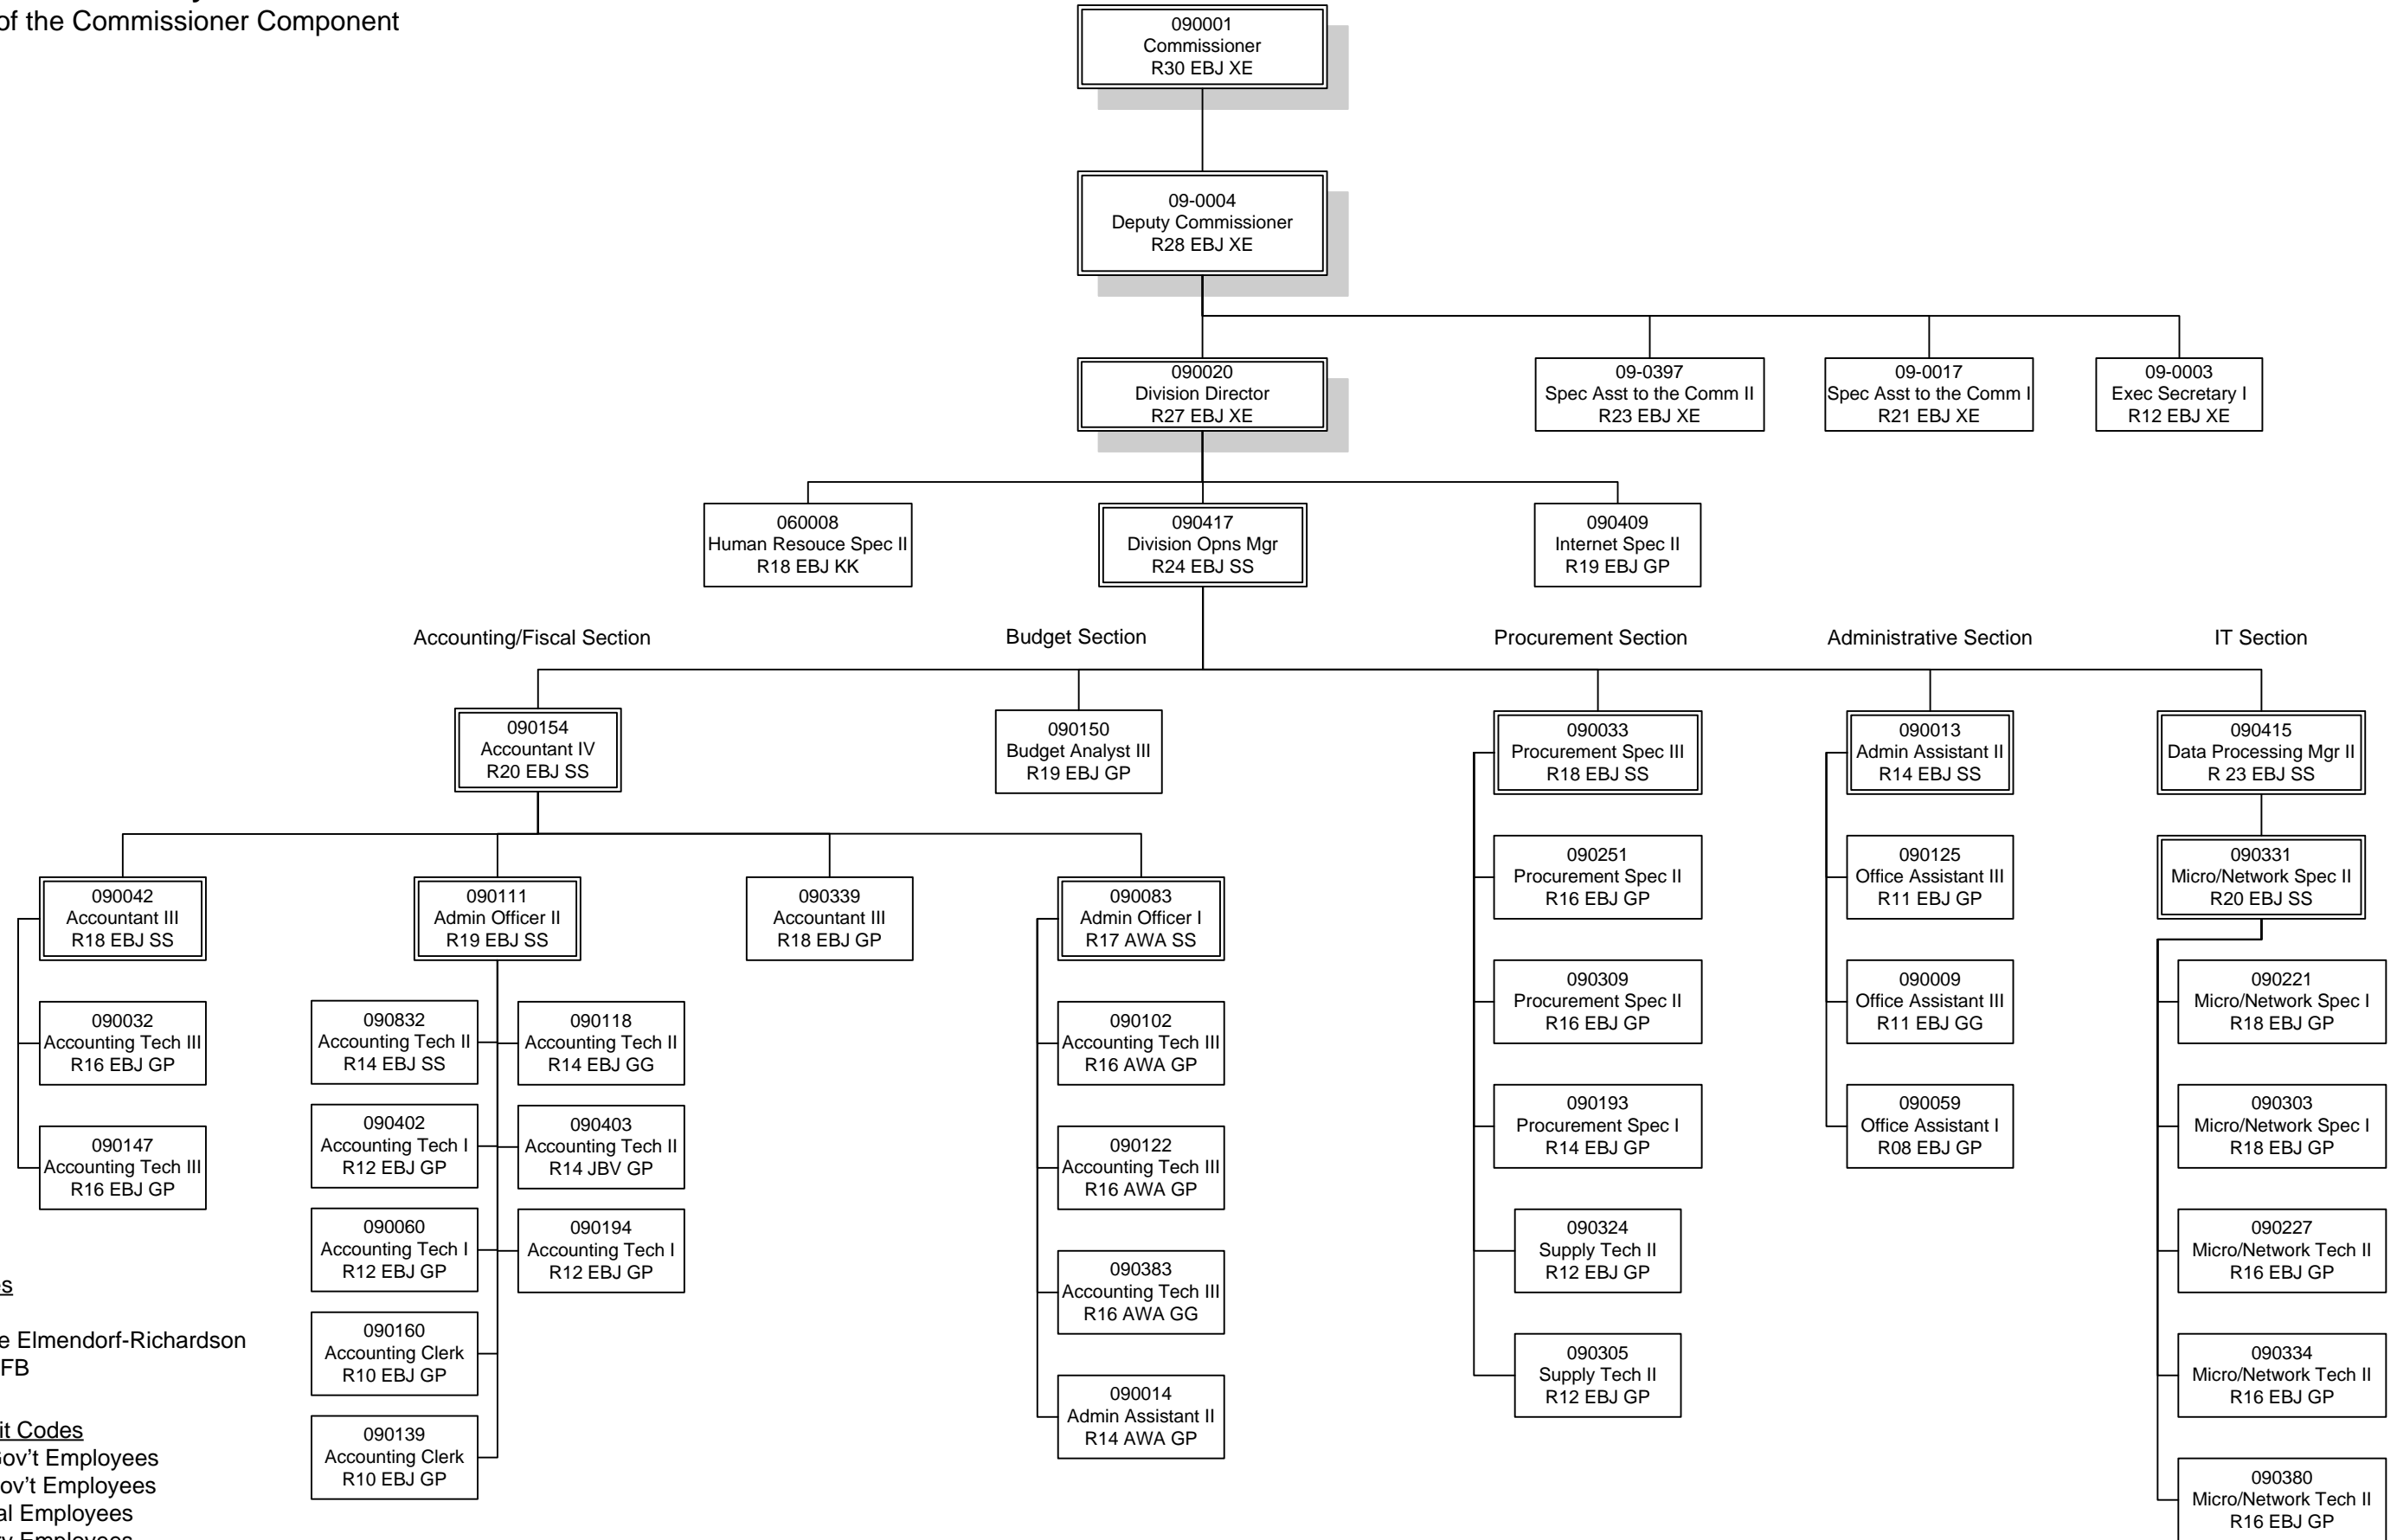 of the Commissioner Component
090001
Commissioner
R30 EBJ XE
09-0004
Deputy Commissioner
R28 EBJ XE
090020
Division Director
R27 EBJ XE
09-0397
Spec Asst to the Comm II
R23 EBJ XE
09-0017
Spec Asst to the Comm I
R21 EBJ XE
09-0003
Exec Secretary I
R12 EBJ XE
060008
Human Resouce Spec II
R18 EBJ KK
090417
Division Opns Mgr
R24 EBJ SS
090409
Internet Spec II
R19 EBJ GP
Accounting/Fiscal Section
Budget Section
Procurement Section
Administrative Section
IT Section
090154
Accountant IV
R20 EBJ SS
090150
Budget Analyst III
R19 EBJ GP
090033
Procurement Spec III
R18 EBJ SS
090013
Admin Assistant II
R14 EBJ SS
090415
Data Processing Mgr II
R 23 EBJ SS
090042
Accountant III
R18 EBJ SS
090111
Admin Officer II
R19 EBJ SS
090339
Accountant III
R18 EBJ GP
090083
Admin Officer I
R17 AWA SS
090251
Procurement Spec II
R16 EBJ GP
090125
Office Assistant III
R11 EBJ GP
090331
Micro/Network Spec II
R20 EBJ SS
090032
Accounting Tech III
R16 EBJ GP
090832
Accounting Tech II
R14 EBJ SS
090118
Accounting Tech II
R14 EBJ GG
090102
Accounting Tech III
R16 AWA GP
090309
Procurement Spec II
R16 EBJ GP
090009
Office Assistant III
R11 EBJ GG
090221
Micro/Network Spec I
R18 EBJ GP
090147
Accounting Tech III
R16 EBJ GP
090402
Accounting Tech I
R12 EBJ GP
090403
Accounting Tech II
R14 JBV GP
090122
Accounting Tech III
R16 AWA GP
090193
Procurement Spec I
R14 EBJ GP
090059
Office Assistant I
R08 EBJ GP
090303
Micro/Network Spec I
R18 EBJ GP
090060
Accounting Tech I
R12 EBJ GP
090194
Accounting Tech I
R12 EBJ GP
090383
Accounting Tech III
R16 AWA GG
090324
Supply Tech II
R12 EBJ GP
090227
Micro/Network Tech II
R16 EBJ GP
090160
Accounting Clerk
R10 EBJ GP
090014
Admin Assistant II
R14 AWA GP
090305
Supply Tech II
R12 EBJ GP
090334
Micro/Network Tech II
R16 EBJ GP
090139
Accounting Clerk
R10 EBJ GP
090380
Micro/Network Tech II
R16 EBJ GP
es
e Elmendorf-Richardson
FB
it Codes
Gov't Employees
ov't Employees
al Employees
Employees